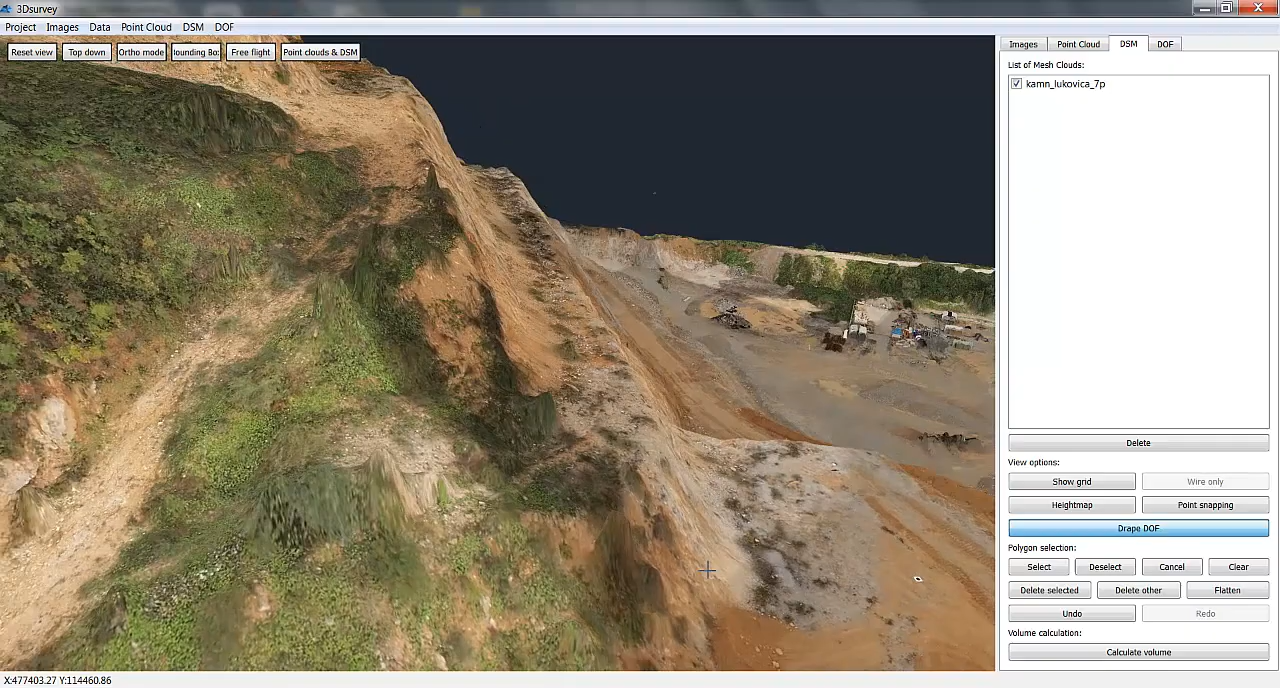 3Dsurvey
Project Images Data Point Cloud DSM DOF
Reset view Top down Ortho mode lounding Bo: Free flight Point clouds & DSM
Images Point Cloud DSM DOF
List of Mesh Clouds:
kamn_lukovica_7p
Delete
View options:
Show grid Wire only
Heightmap Point snapping
Drape DOF
Polygon selection:
Select Deselect Cancel Clear
Delete selected Delete other Flatten
Undo Redo
Volume calculation:
Calculate volume
X:477403.27 Y:114460.86